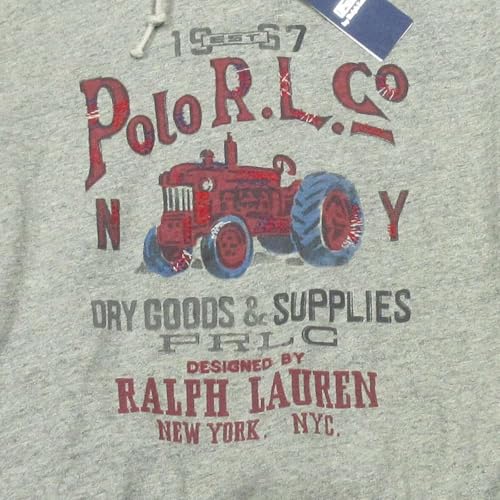 19 EST 67
POLO R.L. CO
N Y
DRY GOODS & SUPPLIES
PRLC
DESIGNED BY
RALPH LAUREN
NEW YORK, NYC.